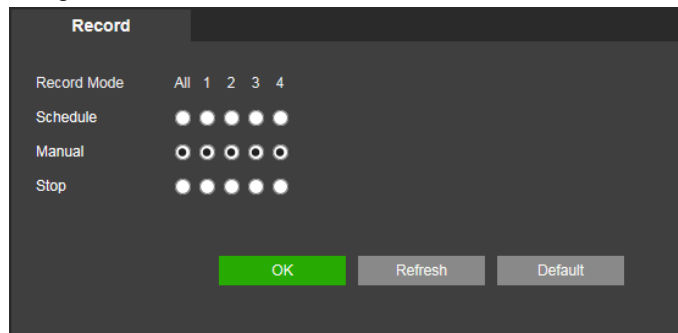 Record
Record Mode All 1 2 3 4
Schedule
Manual
Stop
OK Refresh Default